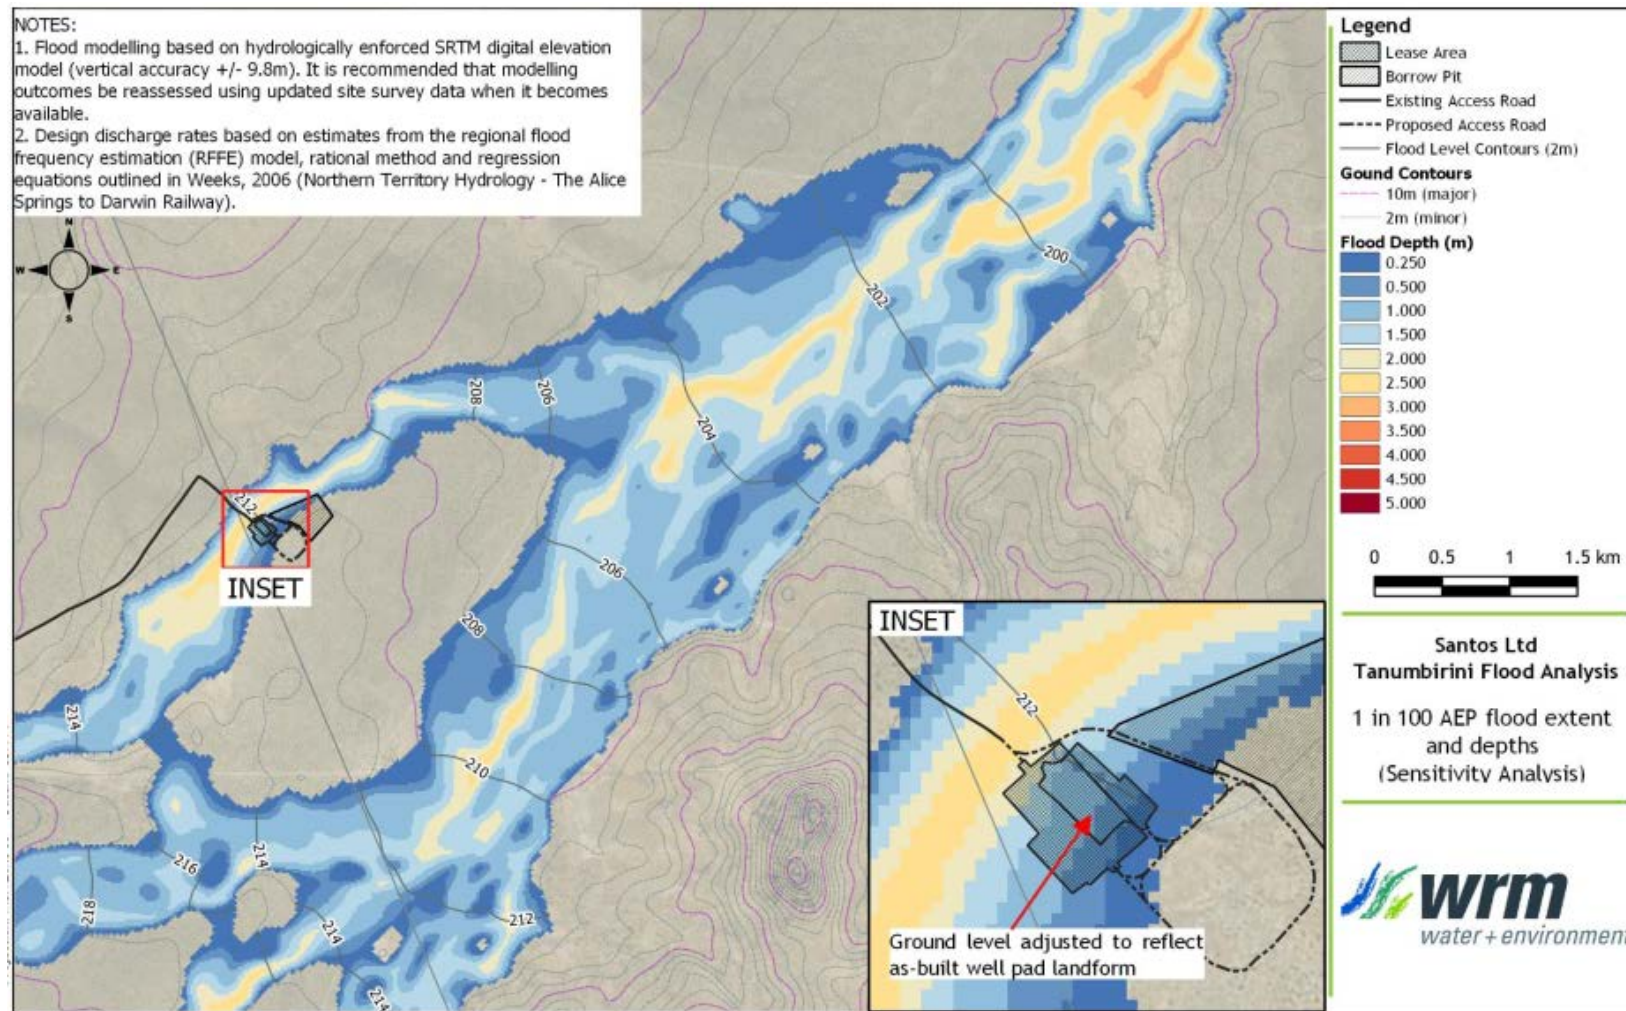 NOTES:
1. Flood modelling based on hydrologically enforced SRTM digital elevation
model (vertical accuracy +/- 9.8m). It is recommended that modelling
outcomes be reassessed using updated site survey data when it becomes
available.
2. Design discharge rates based on estimates from the regional flood
frequency estimation (RFFE) model, rational method and regression
equations outlined in Weeks, 2006 (Northern Territory Hydrology - The Alice
Springs to Darwin Railway).
N
W E
S
200
202
204
206
208
206
208
210
212
212
214
214
214
214
216
218
INSET
INSET
212
Ground level adjusted to reflect
as-built well pad landform
Legend
Lease Area
Borrow Pit
Existing Access Road
Proposed Access Road
Flood Level Contours (2m)
Gound Contours
10m (major)
2m (minor)
Flood Depth (m)
0.250
0.500
1.000
1.500
2.000
2.500
3.000
3.500
4.000
4.500
5.000
0 0.5 1 1.5 km
Santos Ltd
Tanumbirini Flood Analysis
1 in 100 AEP flood extent
and depths
(Sensitivity Analysis)
wrm
water + environment